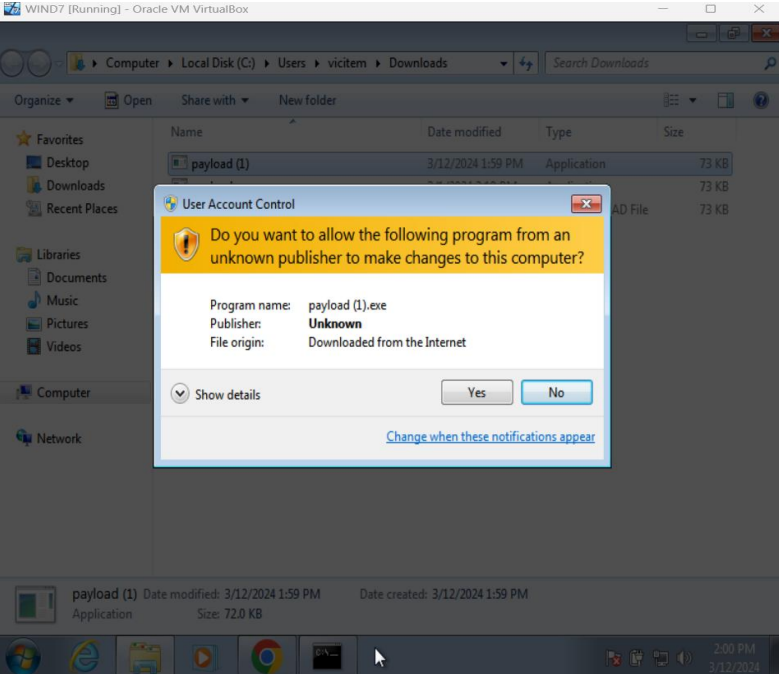 WIND7 [Running] - Oracle VM VirtualBox
Computer Local Disk (C:) Users vicitem Downloads Search Downloads
Organize Open Share with New folder
Favorites
Desktop
Downloads
Recent Places
Libraries
Documents
Music
Pictures
Videos
Computer
Network
Name Date modified Type Size
payload (1) 3/12/2024 1:59 PM Application 73 KB
73 KB
AD File 73 KB
User Account Control
Do you want to allow the following program from an
unknown publisher to make changes to this computer?
Program name: payload (1).exe
Publisher: Unknown
File origin: Downloaded from the Internet
Show details Yes No
Change when these notifications appear
payload (1) Date modified: 3/12/2024 1:59 PM Date created: 3/12/2024 1:59 PM
Application Size: 72.0 KB
2:00 PM
3/12/2024